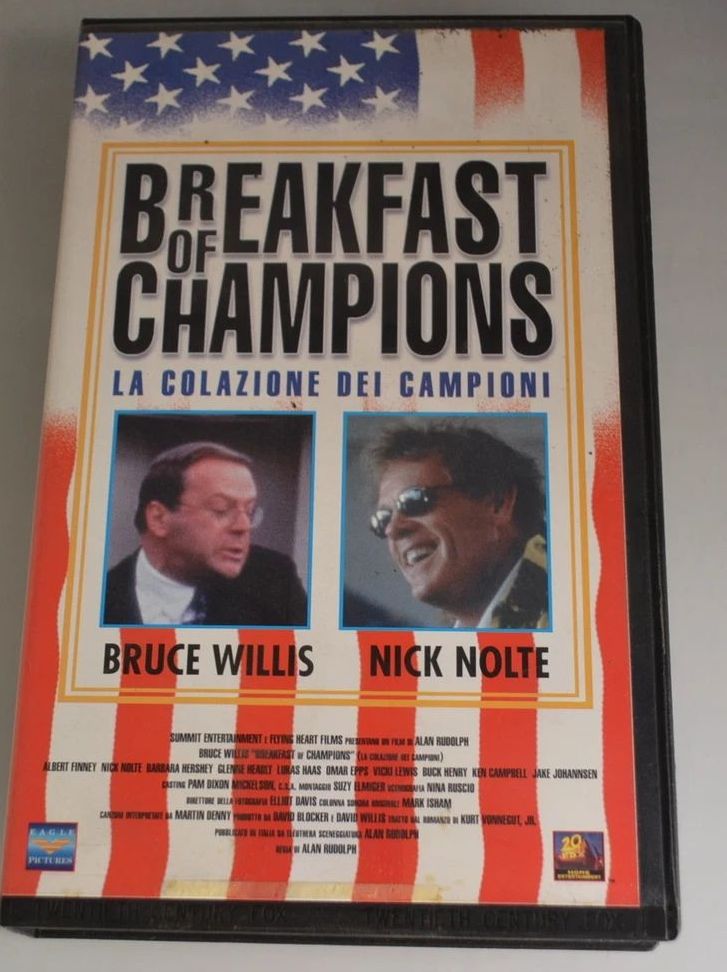 BREAKFAST
OF
CHAMPIONS
LA COLAZIONE DEI CAMPIONI
BRUCE WILLIS NICK NOLTE
SUMMIT ENTERTAINMENT E FLYING HEART FILMS PRESENTANO UN FILM DI ALAN RUDOLPH
BRUCE WILLIS "BREAKFAST OF CHAMPIONS" (LA COLAZIONE DEI CAMPIONI)
ALBERT FINNEY NICK NOLTE BARBARA HERSHEY GLENNE HEADLY LUKAS HAAS OMAR EPPS VICKI LEWIS BUCK HENRY KEN CAMPBELL JAKE JOHANNSEN
CASTING PAM DIXON MICKELSON, C.S.A. MONTAGGIO SUZY ELMIGER SCENOGRAFIA NINA RUSCIO
DIRETTORE DELLA FOTOGRAFIA ELLIOT DAVIS COLONNA SONORA ORIGINALE MARK ISHAM
CANZONI INTERPRETATE DA MARTIN DENNY PRODOTTO DA DAVID BLOCKER E DAVID WILLIS TRATTO DAL ROMANZO DI KURT VONNEGUT, JR.
PUBBLICATO IN ITALIA DA ELEUTHERA SCENEGGIATURA ALAN RUDOLPH
REGIA DI ALAN RUDOLPH
EAGLE
PICTURES
20
FOX
HOME
ENTERTAINMENT
TWENTIETH CENTURY FOX TWENTIETH CENTURY FOX